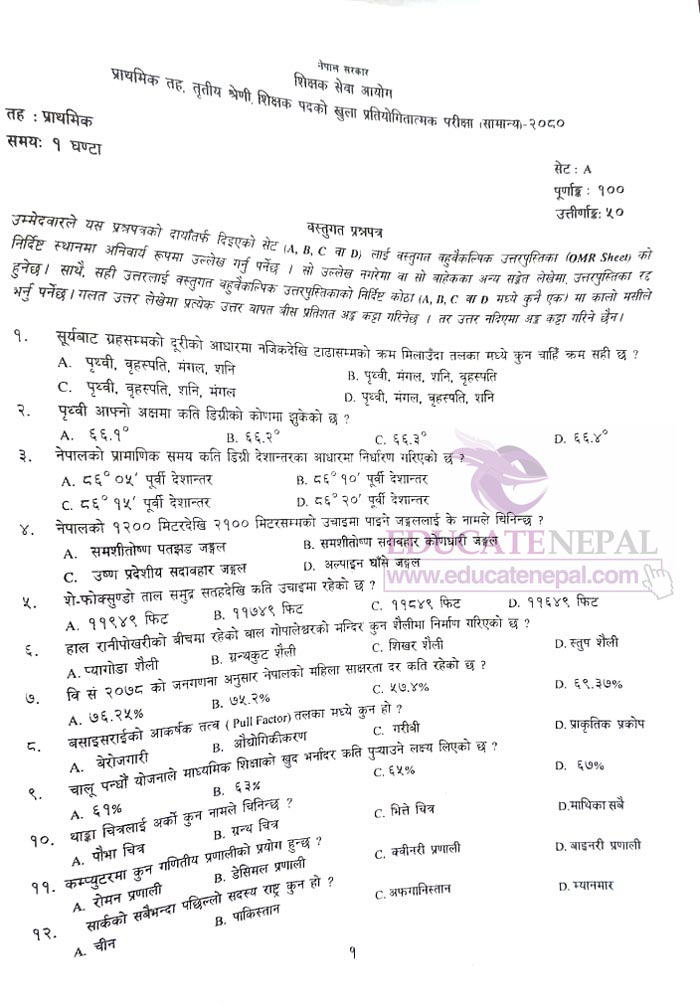 नेपाल सरकार
शिक्षक सेवा आयोग
प्राथमिक तह, तृतीय श्रेणी, शिक्षक पदको खुला प्रतियोगितात्मक परीक्षा (सामान्य)-२०८०
तह : प्राथमिक
समयः १ घण्टा
सेट : A
पूर्णाङ्कः १००
उत्तीर्णाङ्कः ५०
वस्तुगत प्रश्नपत्र
उम्मेदवारले यस प्रश्नपत्रको दायाँतर्फ दिइएको सेट (A, B, C वा D) लाई वस्तुगत बहुवैकल्पिक उत्तरपुस्तिका (OMR Sheet) को
निर्दिष्ट स्थानमा अनिवार्य रूपमा उल्लेख गर्नु पर्नेछ । सो उल्लेख नगरेमा वा सो बाहेकका अन्य सङ्केत लेखेमा, उत्तरपुस्तिका रद्द
हुनेछ। साथै, सही उत्तरलाई वस्तुगत बहुवैकल्पिक उत्तरपुस्तिकाको निर्दिष्ट कोठा (A, B, C वा D मध्ये कुनै एक) मा कालो मसीले
भर्नु पर्नेछ। गलत उत्तर लेखेमा प्रत्येक उत्तर बापत बीस प्रतिशत अङ्क कट्टा गरिनेछ । तर उत्तर नदिएमा अङ्क कट्टा गरिने छैन।
१. सूर्यबाट ग्रहसम्मको दूरीको आधारमा नजिकदेखि टाढासम्मको क्रम मिलाउँदा तलका मध्ये कुन चाहिँ क्रम सही छ ?
A. पृथ्वी, वृहस्पति, मंगल, शनि B. पृथ्वी, मंगल, शनि, वृहस्पति
C. पृथ्वी, वृहस्पति, शनि, मंगल D. पृथ्वी, मंगल, वृहस्पति, शनि
२. पृथ्वी आफ्नो अक्षमा कति डिग्रीको कोणमा झुकेको छ ?
A. ६६.१° B. ६६.२° C. ६६.३° D. ६६.४°
३. नेपालको प्रामाणिक समय कति डिग्री देशान्तरका आधारमा निर्धारण गरिएको छ ?
A. ८६° ०५' पूर्वी देशान्तर B. ८६° १०' पूर्वी देशान्तर
C. ८६° १५' पूर्वी देशान्तर D. ८६° २०' पूर्वी देशान्तर
४. नेपालको १२०० मिटरदेखि २१०० मिटरसम्मको उचाइमा पाइने जङ्गललाई के नामले चिनिन्छ ?
A. समशीतोष्ण पतझड जङ्गल B. समशीतोष्ण सदाबहार कोणधारी जङ्गल
C. उष्ण प्रदेशीय सदाबहार जङ्गल D. अल्पाइन घाँसे जङ्गल
EDUCATENEPAL
www.educatenepal.com
५. शे-फोक्सुण्डो ताल समुद्र सतहदेखि कति उचाइमा रहेको छ ?
A. ११९४९ फिट B. ११७४९ फिट C. ११८४९ फिट D. ११६४९ फिट
६. हाल रानीपोखरीको बीचमा रहेको बाल गोपालेश्वरको मन्दिर कुन शैलीमा निर्माण गरिएको छ ?
A. प्यागोडा शैली B. ग्रन्थकुट शैली C. शिखर शैली D. स्तुप शैली
७. वि सं २०७८ को जनगणना अनुसार नेपालको महिला साक्षरता दर कति रहेको छ ?
A. ७६.२५% B. ७५.२% C. ५७.४% D. ६९.३७%
८. बसाइसराईको आकर्षक तत्व ( Pull Factor) तलका मध्ये कुन हो ?
A. बेरोजगारी B. औद्योगिकीकरण C. गरीबी D. प्राकृतिक प्रकोप
९. चालू पन्ध्रौं योजनाले माध्यमिक शिक्षाको खुद भर्नादर कति पुऱ्याउने लक्ष्य लिएको छ ?
A. ६१% B. ६३% C. ६५% D. ६७%
१०. थाङ्का चित्रलाई अर्को कुन नामले चिनिन्छ ?
A. पौभा चित्र B. ग्रन्थ चित्र C. भित्ते चित्र D.माथिका सबै
११. कम्प्युटरमा कुन गणितीय प्रणालीको प्रयोग हुन्छ ?
A. रोमन प्रणाली B. डेसिमल प्रणाली C. क्वीनरी प्रणाली D. बाइनरी प्रणाली
१२. सार्कको सबैभन्दा पछिल्लो सदस्य राष्ट्र कुन हो ?
A. चीन B. पाकिस्तान C. अफगानिस्तान D. म्यानमार
१